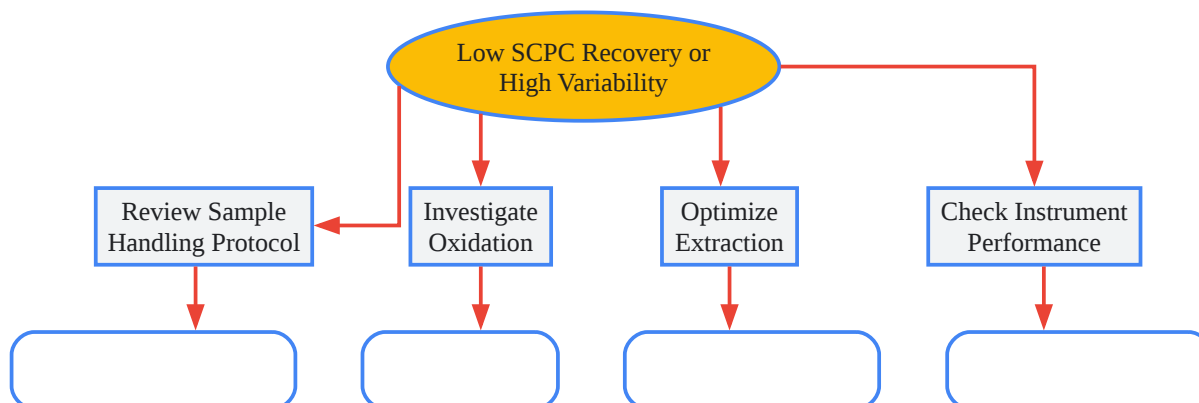 Low SCPC Recovery or
High Variability
Review Sample
Handling Protocol
Investigate
Oxidation
Optimize
Extraction
Check Instrument
Performance